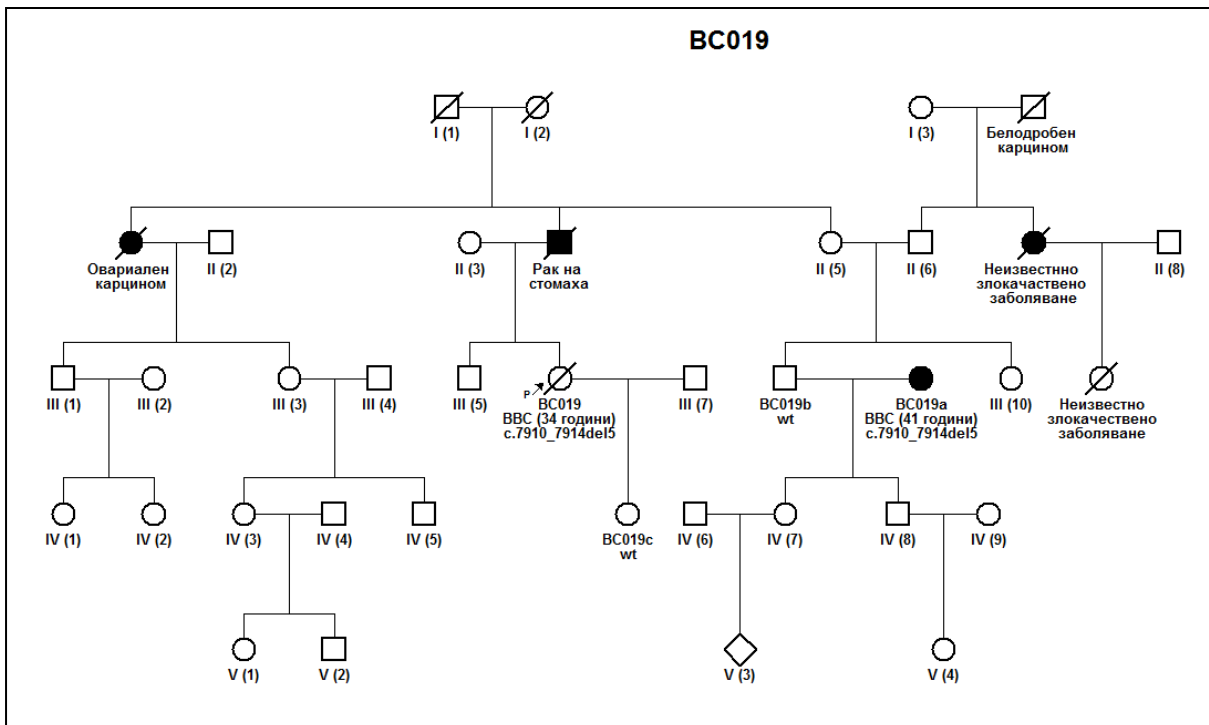 BC019
I (1)
I (2)
I (3)
Белодробен
карцином
Овариален
карцином
II (2)
II (3)
Рак на
стомаха
II (5)
II (6)
Неизвестнно
злокачаствено
заболяване
II (8)
III (1)
III (2)
III (3)
III (4)
III (5)
P
BC019
BBC (34 години)
c.7910_7914del5
III (7)
BC019b
wt
BC019a
BBC (41 години)
c.7910_7914del5
III (10)
Неизвестно
злокачествено
заболяване
IV (1)
IV (2)
IV (3)
IV (4)
IV (5)
BC019c
wt
IV (6)
IV (7)
IV (8)
IV (9)
V (1)
V (2)
V (3)
V (4)